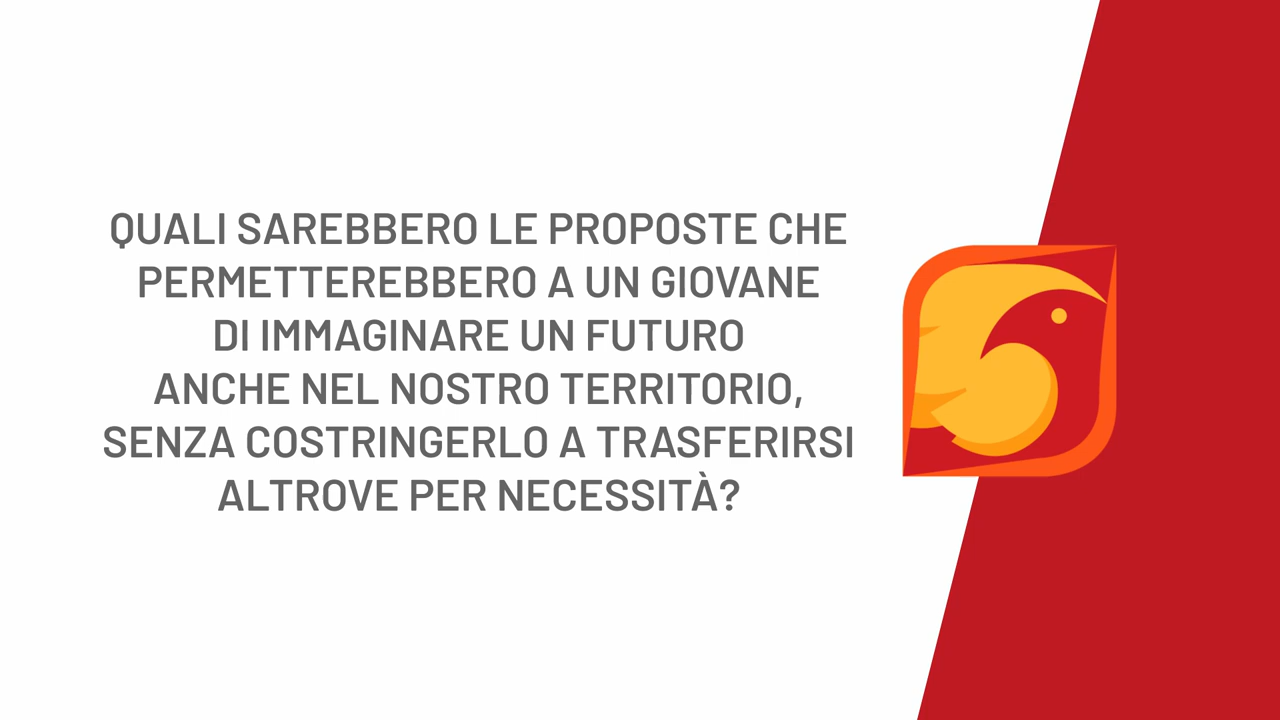 QUALI SAREBBERO LE PROPOSTE CHE
PERMETTEREBBERO A UN GIOVANE
DI IMMAGINARE UN FUTURO
ANCHE NEL NOSTRO TERRITORIO,
SENZA COSTRINGERLO A TRASFERIRSI
ALTROVE PER NECESSITÀ?